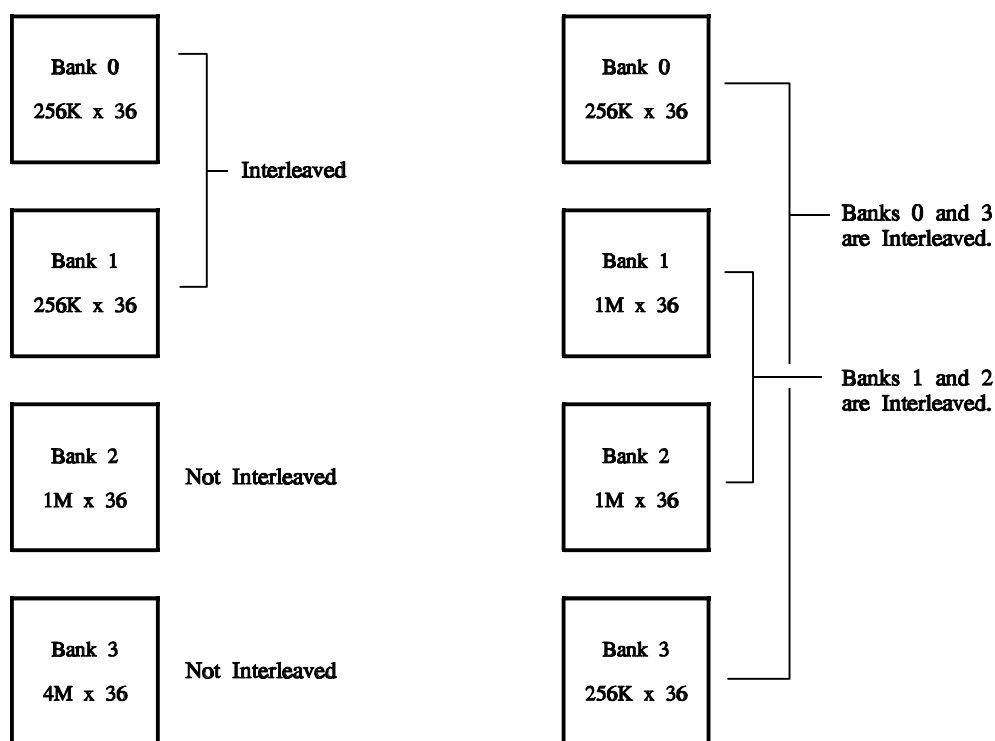 Bank 0
256K x 36
Interleaved
Bank 1
256K x 36
Bank 2
1M x 36
Not Interleaved
Bank 3
4M x 36
Not Interleaved
Bank 0
256K x 36
Banks 0 and 3
are Interleaved.
Bank 1
1M x 36
Banks 1 and 2
are Interleaved.
Bank 2
1M x 36
Bank 3
256K x 36